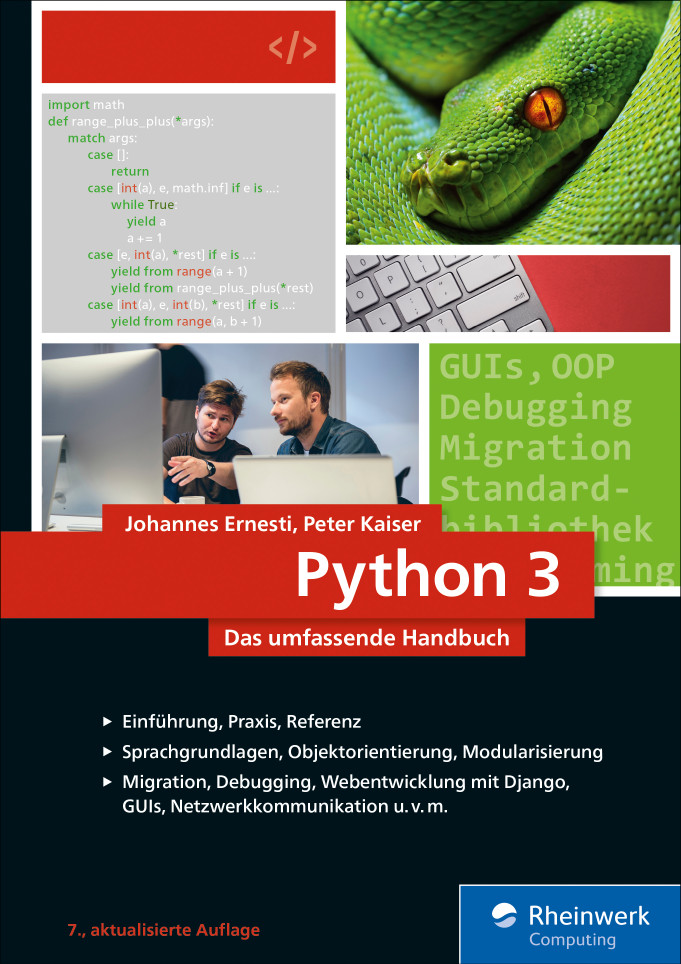 </>
import math
def range_plus_plus(*args):
match args:
case []:
return
case [int(a), e, math.inf] if e is ...:
while True:
yield a
a += 1
case [e, int(a), *rest] if e is ...:
yield from range(a + 1)
yield from range_plus_plus(*rest)
case [int(a), e, int(b), *rest] if e is ...:
yield from range(a, b + 1)
O
P
I
L
shift
GUIs, OOP
Debugging
Migration
Standard-
bibliothek
ming
Johannes Ernesti, Peter Kaiser
Python 3
Das umfassende Handbuch
Einführung, Praxis, Referenz
Sprachgrundlagen, Objektorientierung, Modularisierung
Migration, Debugging, Webentwicklung mit Django,
GUIs, Netzwerkkommunikation u. v. m.
7., aktualisierte Auflage
Rheinwerk
Computing